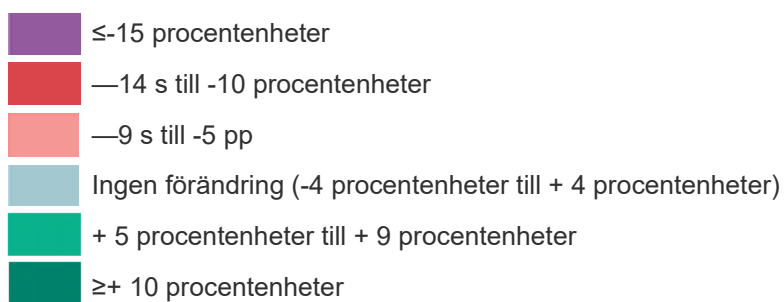 ≤-15 procentenheter
—14 s till -10 procentenheter
—9 s till -5 pp
Ingen förändring (-4 procentenheter till + 4 procentenheter)
+ 5 procentenheter till + 9 procentenheter
≥+ 10 procentenheter